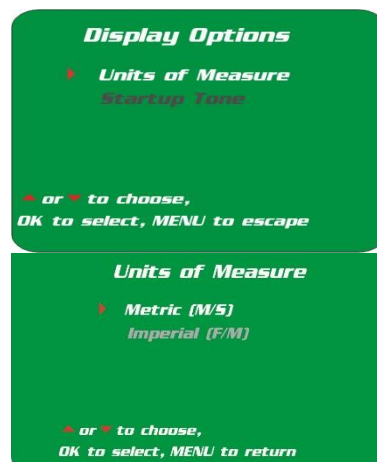 Display Options
Units of Measure
Startup Tone
or to choose,
OK to select, MENU to escape
Units of Measure
Metric (M/S)
Imperial (F/M)
or to choose,
OK to select, MENU to return